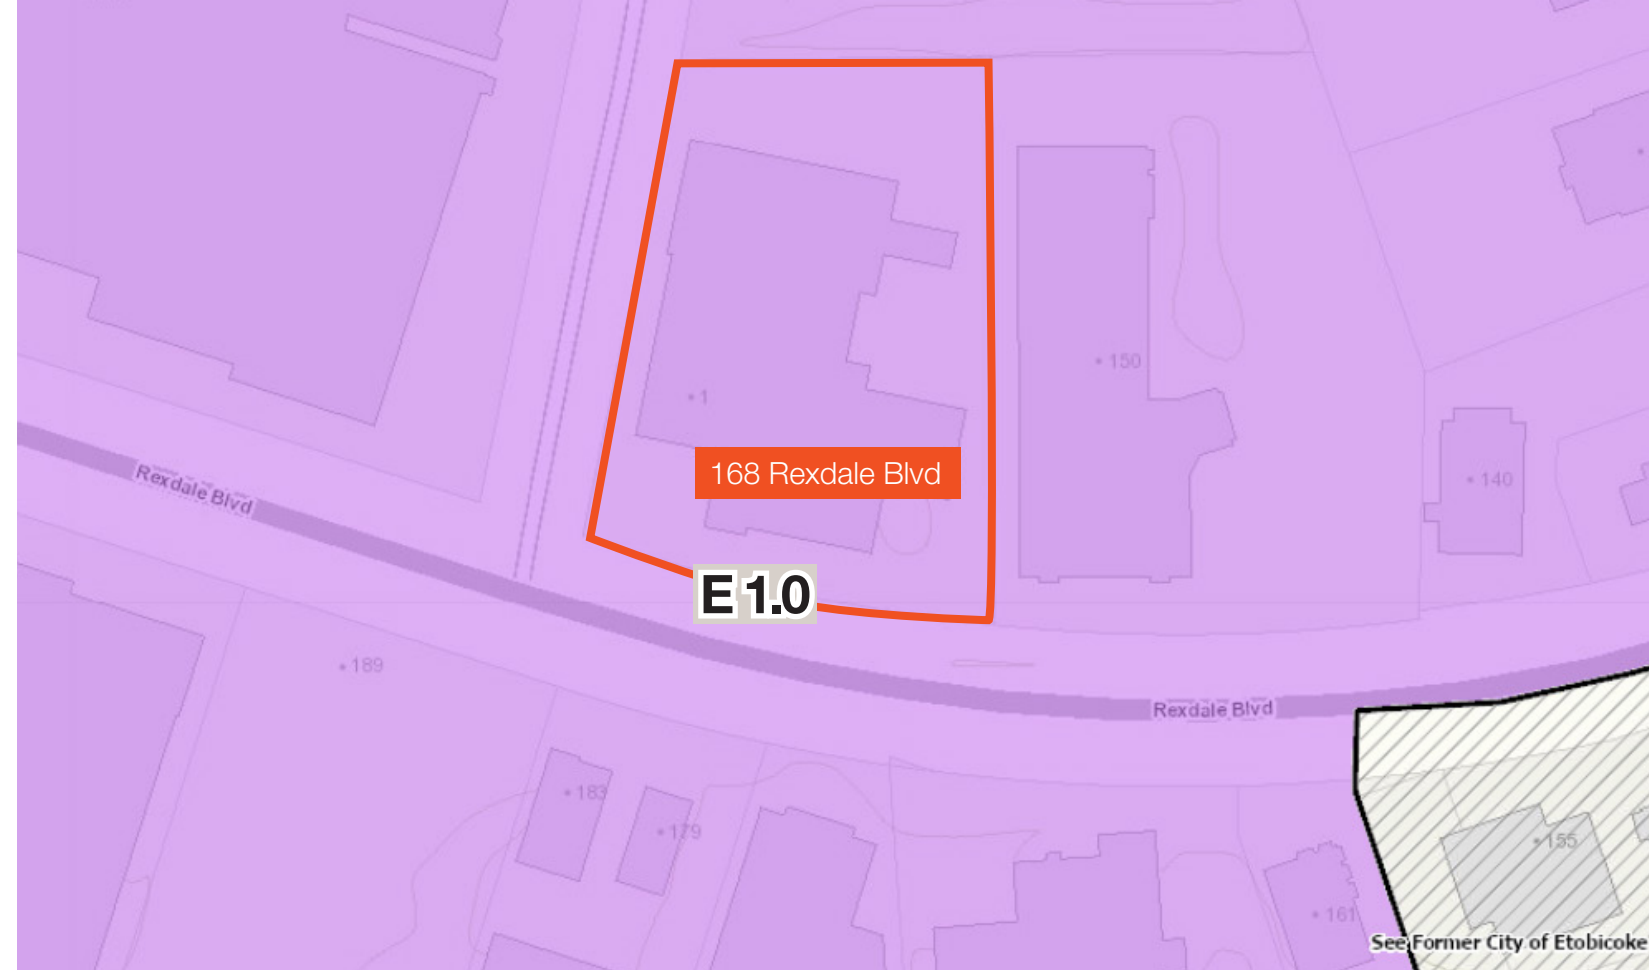 150
1
168 Rexdale Blvd
140
Rexdale Blvd
E 1.0
189
Rexdale Blvd
183
179
155
161
See Former City of Etobicoke